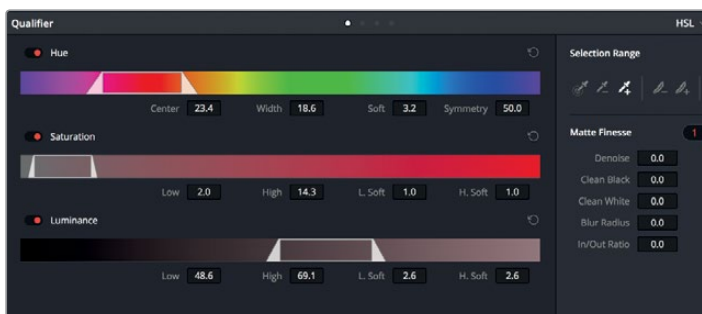 Qualifier HSL
Hue
Center 23.4 Width 18.6 Soft 3.2 Symmetry 50.0
Saturation
Low 2.0 High 14.3 L. Soft 1.0 H. Soft 1.0
Luminance
Low 48.6 High 69.1 L. Soft 2.6 H. Soft 2.6
Selection Range
Matte Finesse 1
Denoise 0.0
Clean Black 0.0
Clean White 0.0
Blur Radius 0.0
In/Out Ratio 0.0